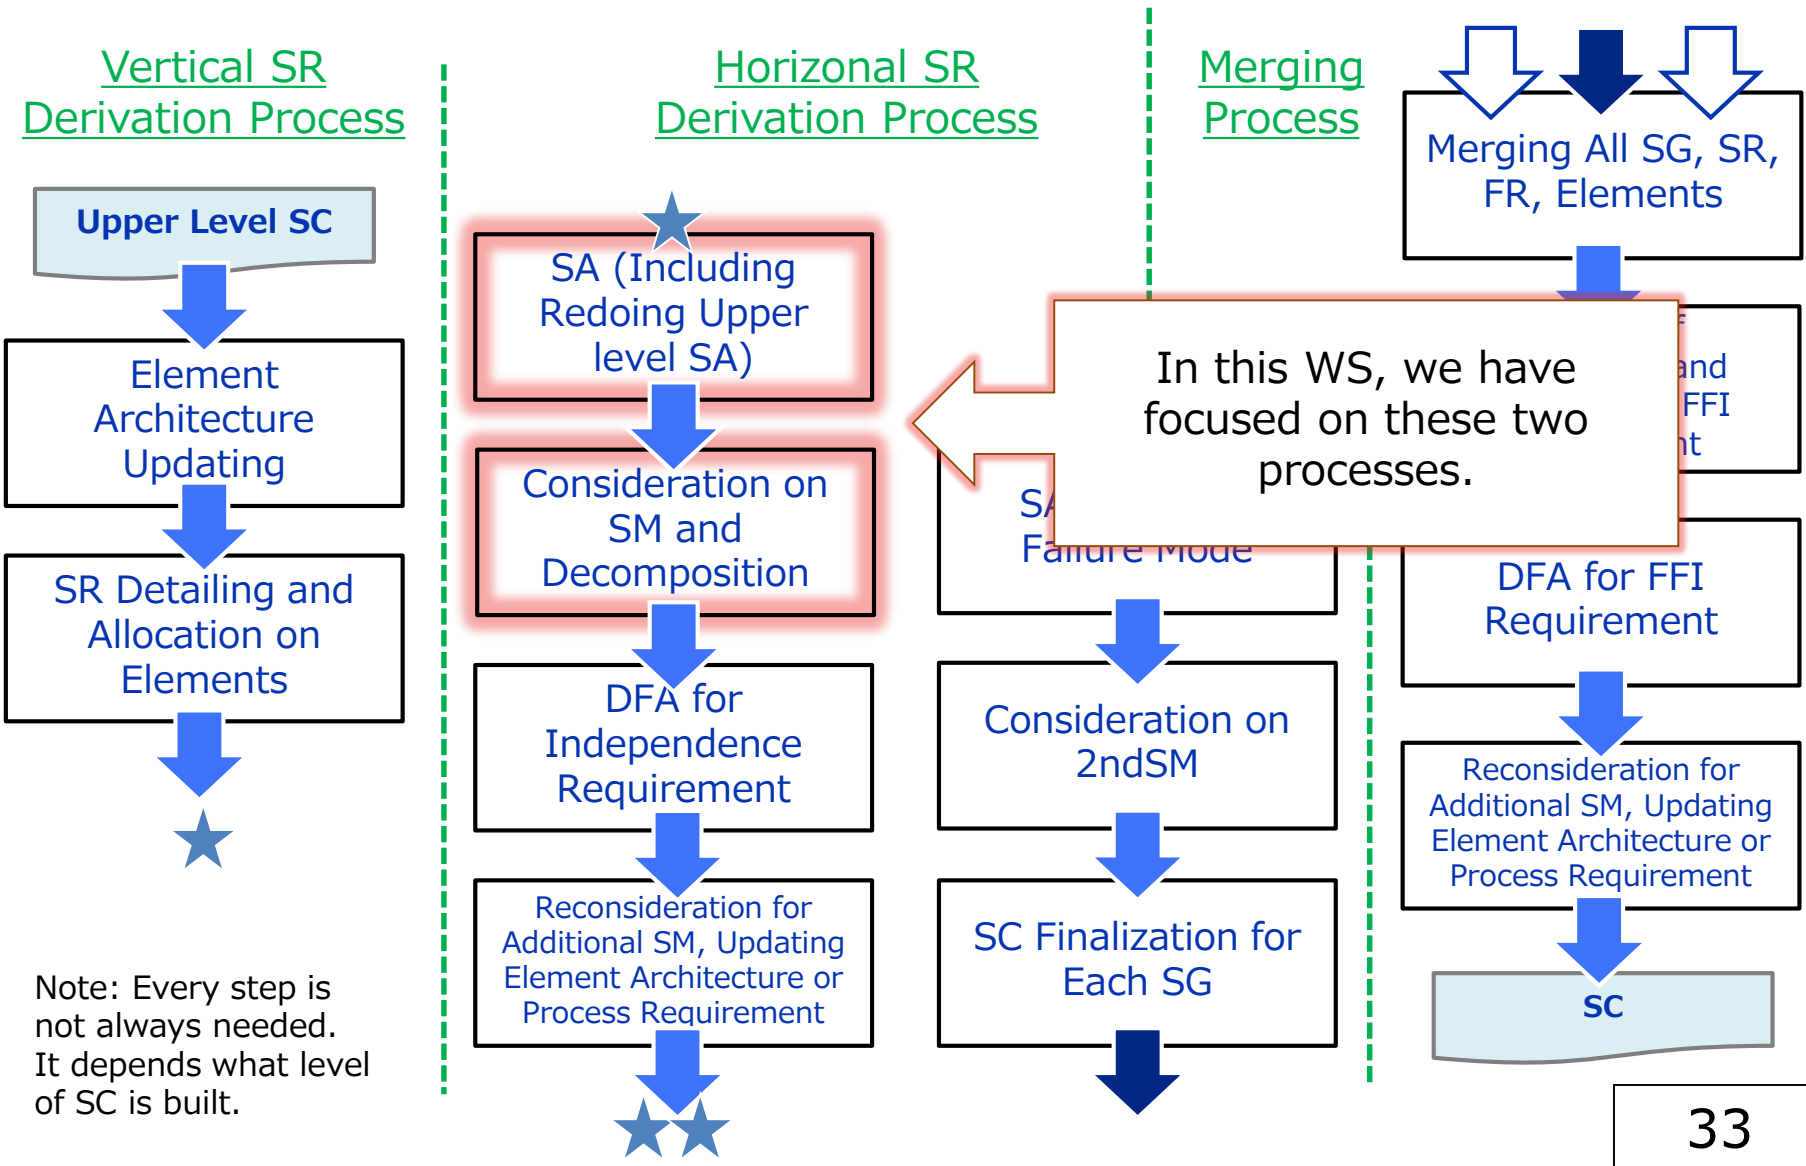 Vertical SR
Derivation Process
Upper Level SC
Element
Architecture
Updating
SR Detailing and
Allocation on
Elements
Note: Every step is
not always needed.
It depends what level
of SC is built.
Horizonal SR
Derivation Process
SA (Including
Redoing Upper
level SA)
Consideration on
SM and
Decomposition
DFA for
Independence
Requirement
Reconsideration for
Additional SM, Updating
Element Architecture or
Process Requirement
In this WS, we have
focused on these two
processes.
Failure Mode
Consideration on
2ndSM
SC Finalization for
Each SG
Merging
Process
Merging All SG, SR,
FR, Elements
and
FFI
DFA for FFI
Requirement
Reconsideration for
Additional SM, Updating
Element Architecture or
Process Requirement
SC
33